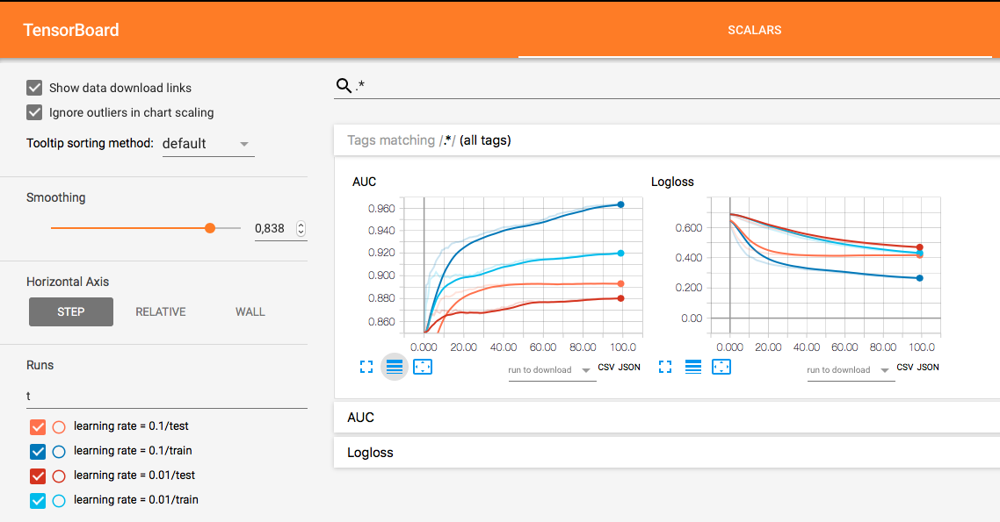 TensorBoard
SCALARS
Show data download links
Ignore outliers in chart scaling
Tooltip sorting method: default
Smoothing
0,838
Horizontal Axis
STEP RELATIVE WALL
Runs
t
learning rate = 0.1/test
learning rate = 0.1/train
learning rate = 0.01/test
learning rate = 0.01/train
.*
Tags matching /.*/ (all tags)
AUC
0.960
0.940
0.920
0.900
0.880
0.860
0.000 20.00 40.00 60.00 80.00 100.0
run to download CSV JSON
Logloss
0.600
0.400
0.200
0.00
0.000 20.00 40.00 60.00 80.00 100.0
run to download CSV JSON
AUC
Logloss